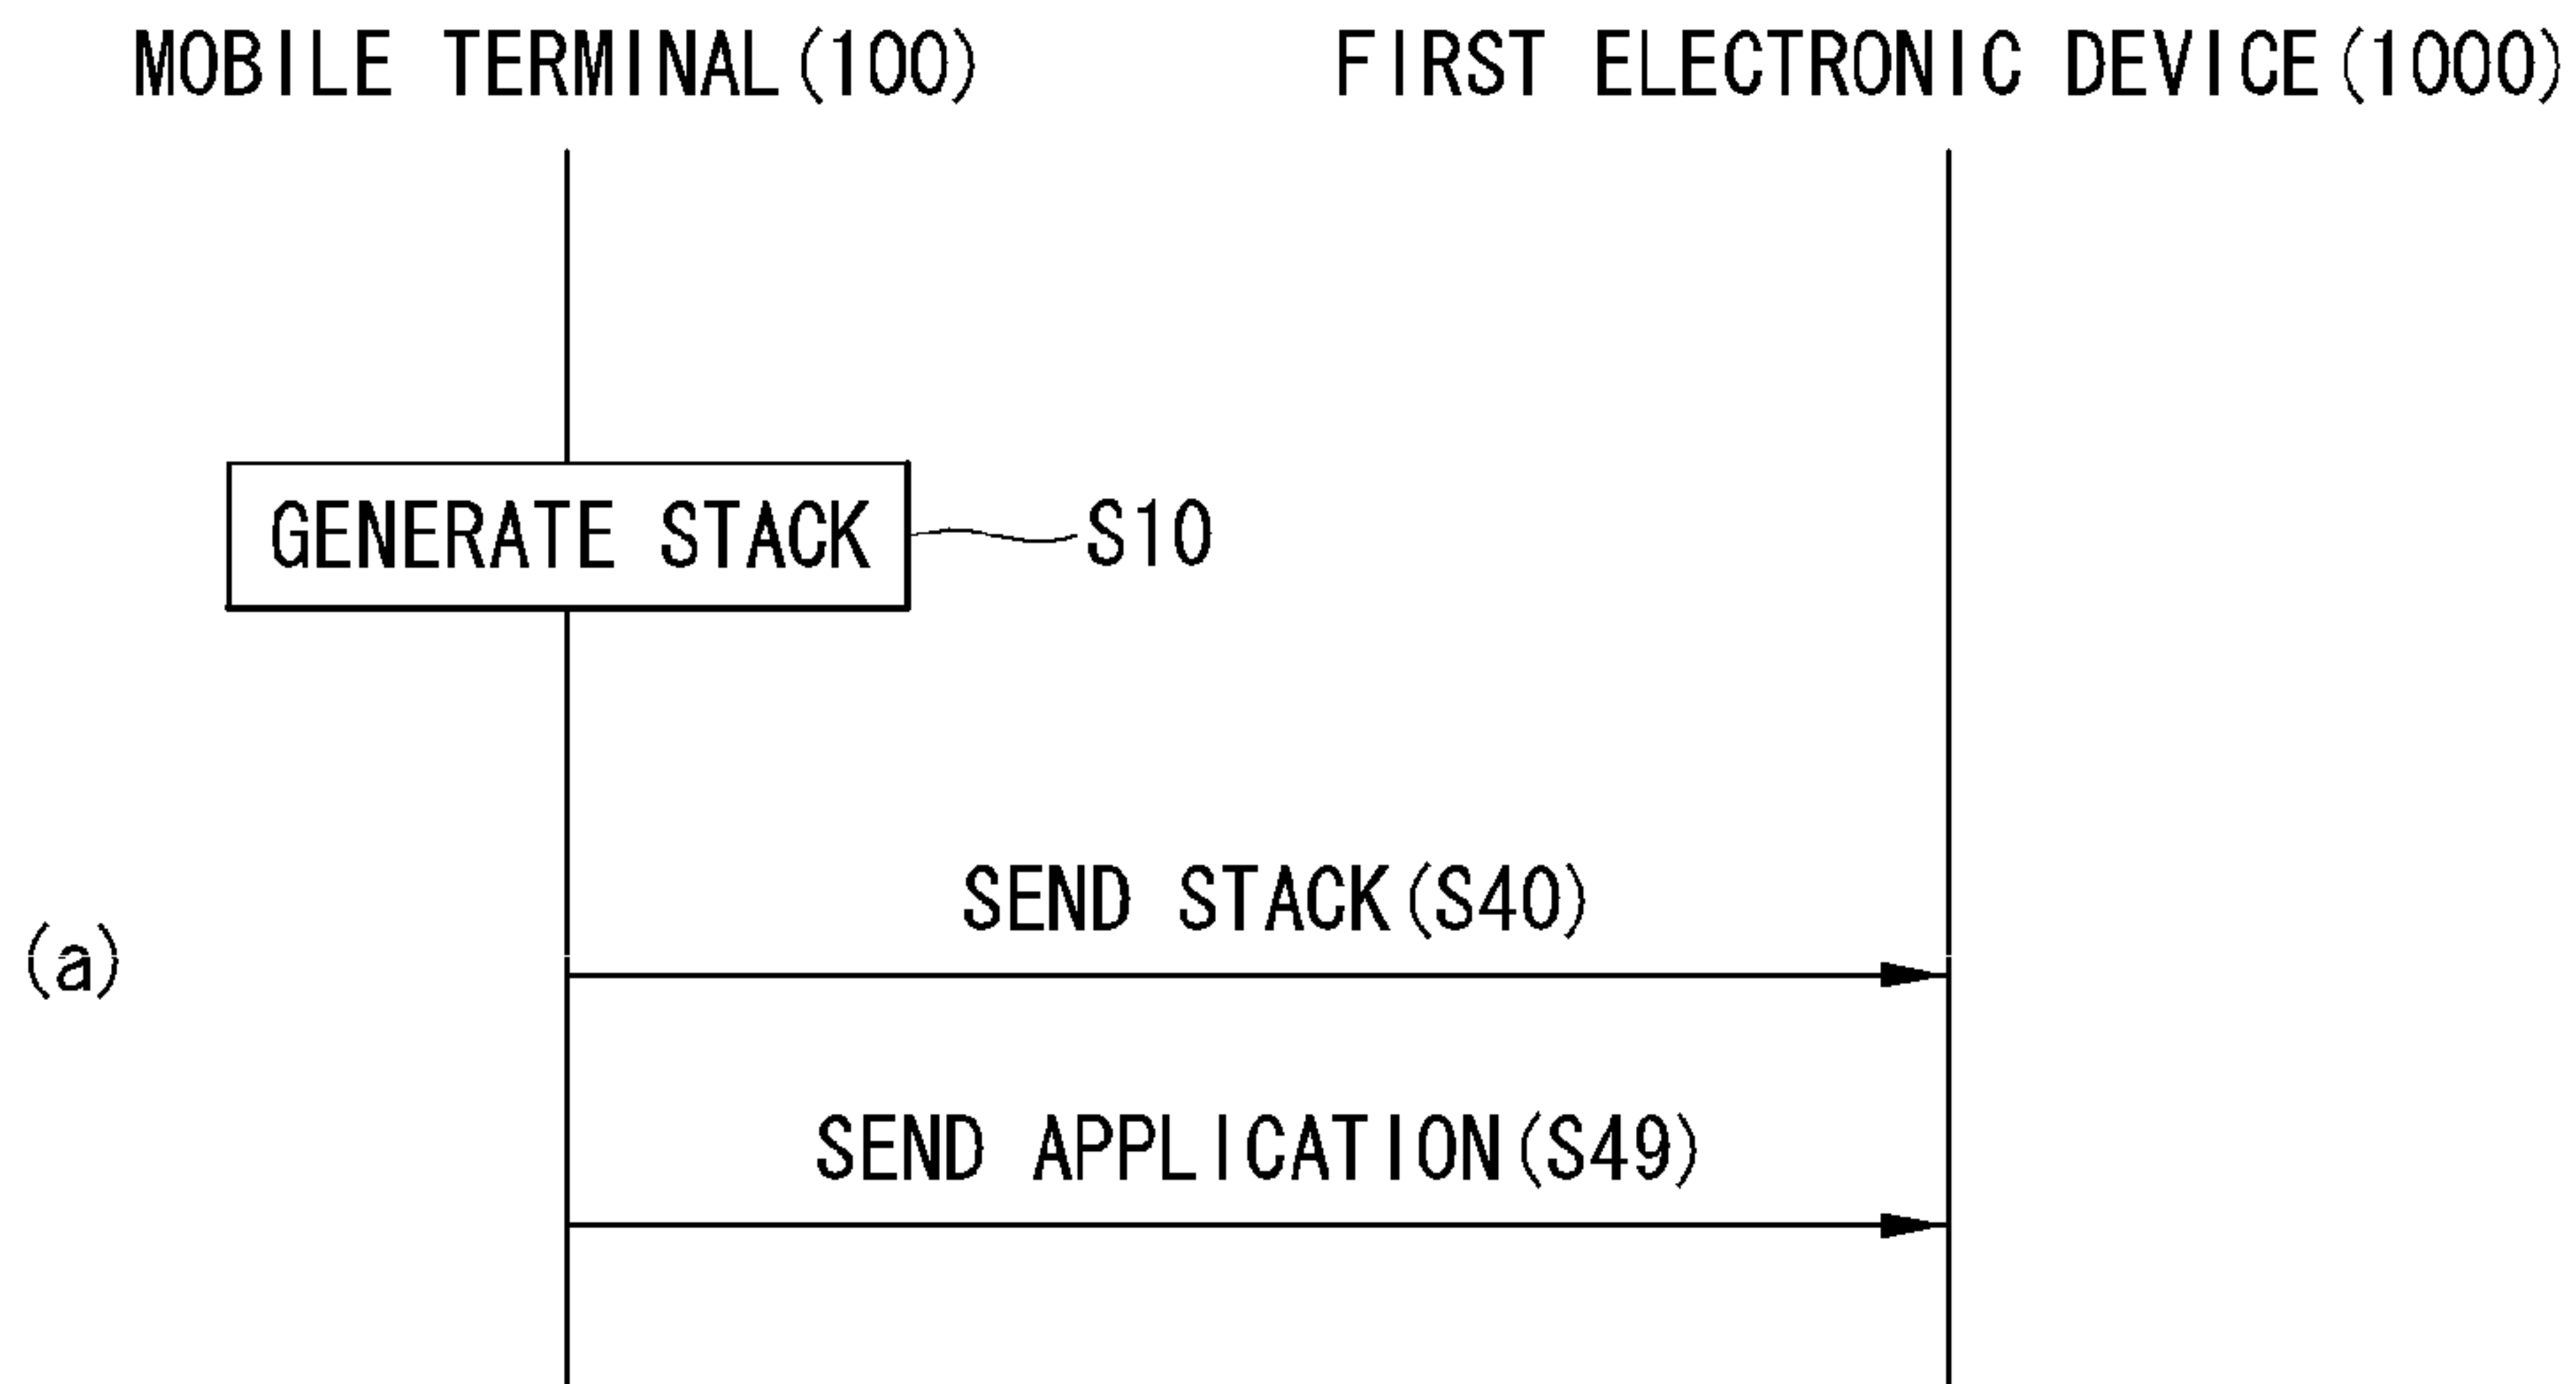 MOBILE TERMINAL(100) FIRST ELECTRONIC DEVICE(1000)
GENERATE STACK S10
SEND STACK(S40)
(a)
SEND APPLICATION(S49)